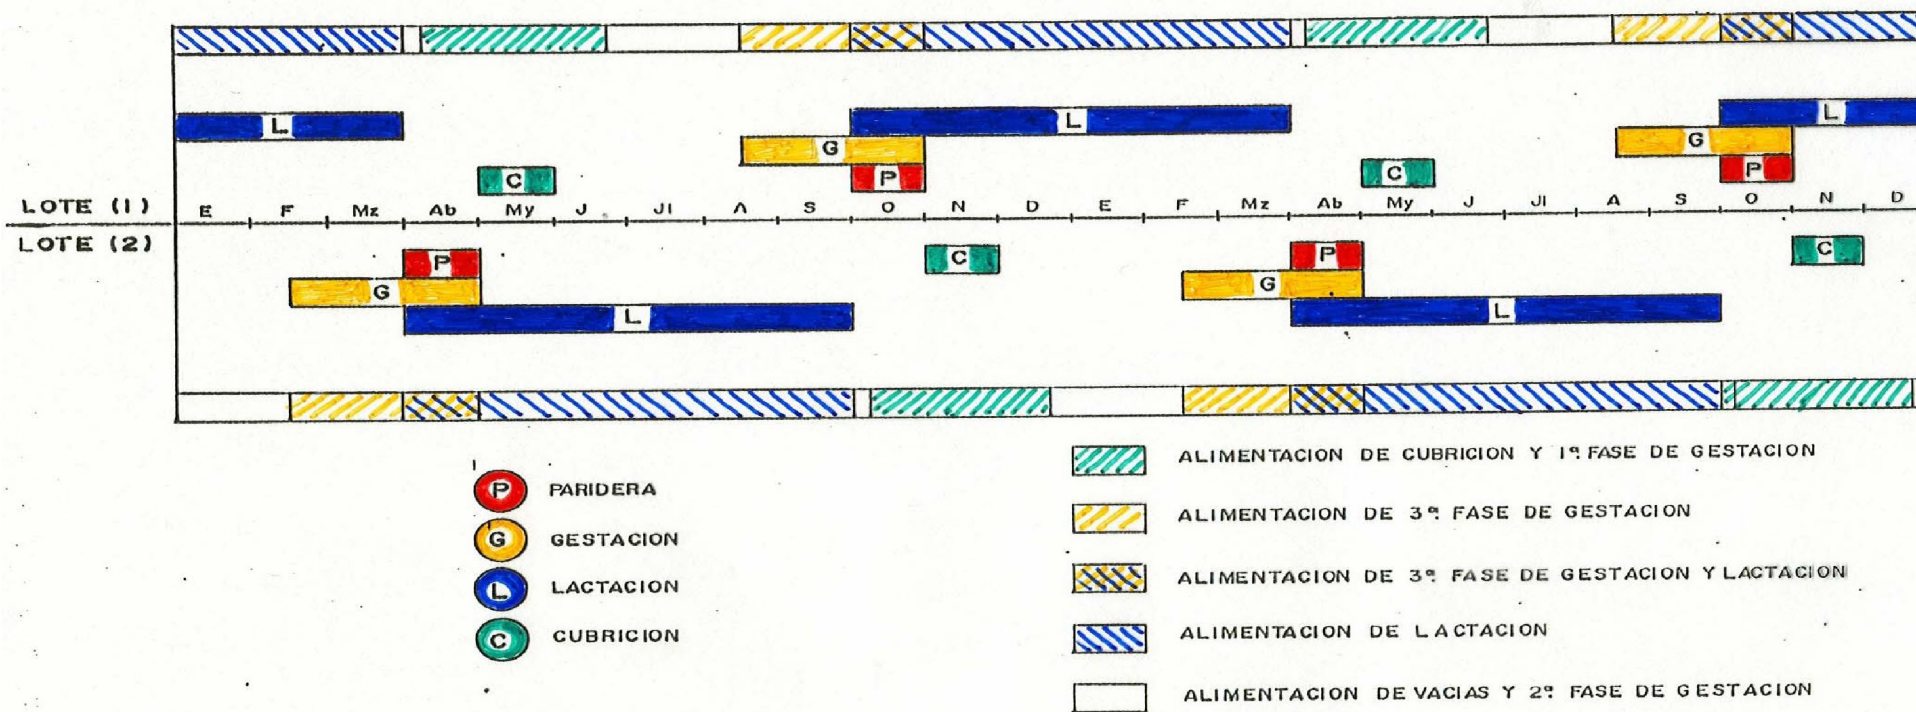 L
L
L
G
G
C
P
C
P
LOTE (1)
E F Mz Ab My J Jl A S O N D E F Mz Ab My J Jl A S O N D
LOTE (2)
P
C
P
C
G
G
L
L
P PARIDERA
G GESTACION
L LACTACION
C CUBRICION
ALIMENTACION DE CUBRICION Y 1ª FASE DE GESTACION
ALIMENTACION DE 3ª FASE DE GESTACION
ALIMENTACION DE 3ª FASE DE GESTACION Y LACTACION
ALIMENTACION DE LACTACION
ALIMENTACION DE VACIAS Y 2ª FASE DE GESTACION